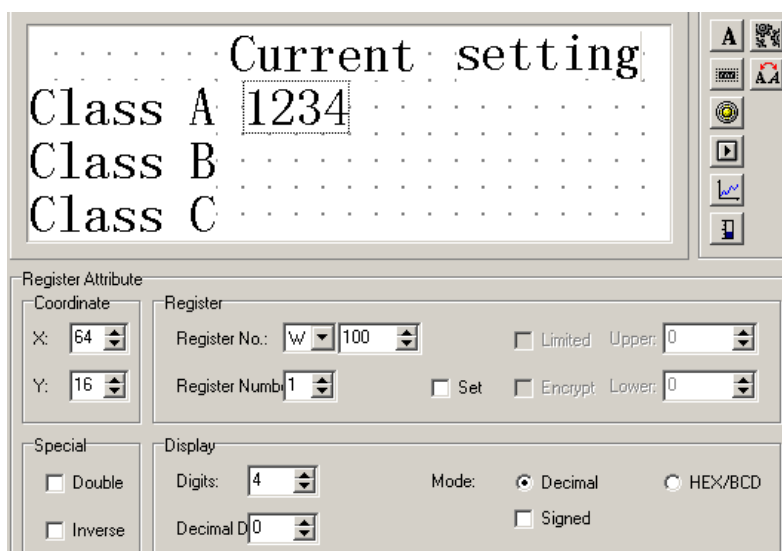 Current setting
Class A 1234
Class B
Class C
A
A A
Register Attribute
Coordinate
X: 64
Y: 16
Register
Register No.: W 100
Limited Upper: 0
Register Numb 1
Set
Encrypt Lower: 0
Special
Double
Inverse
Display
Digits: 4
Mode: Decimal HEX/BCD
Decimal D 0
Signed